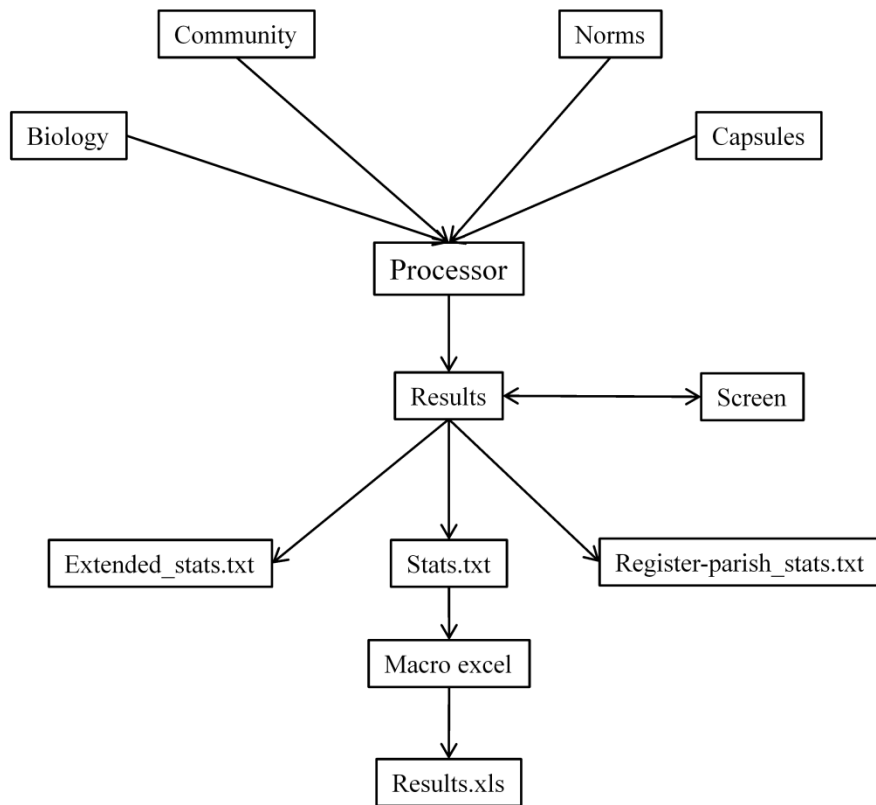 Community
Norms
Biology
Capsules
Processor
Results
Screen
Extended_stats.txt
Stats.txt
Register-parish_stats.txt
Macro excel
Results.xls